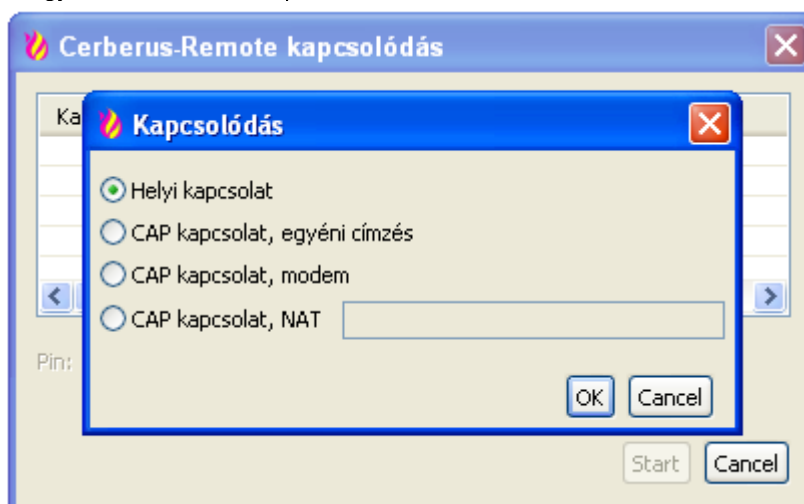 Cerberus-Remote kapcsolódás
Ka
Kapcsolódás
Helyi kapcsolat
CAP kapcsolat, egyéni címzés
CAP kapcsolat, modem
CAP kapcsolat, NAT
Pin:
OK Cancel
Start Cancel